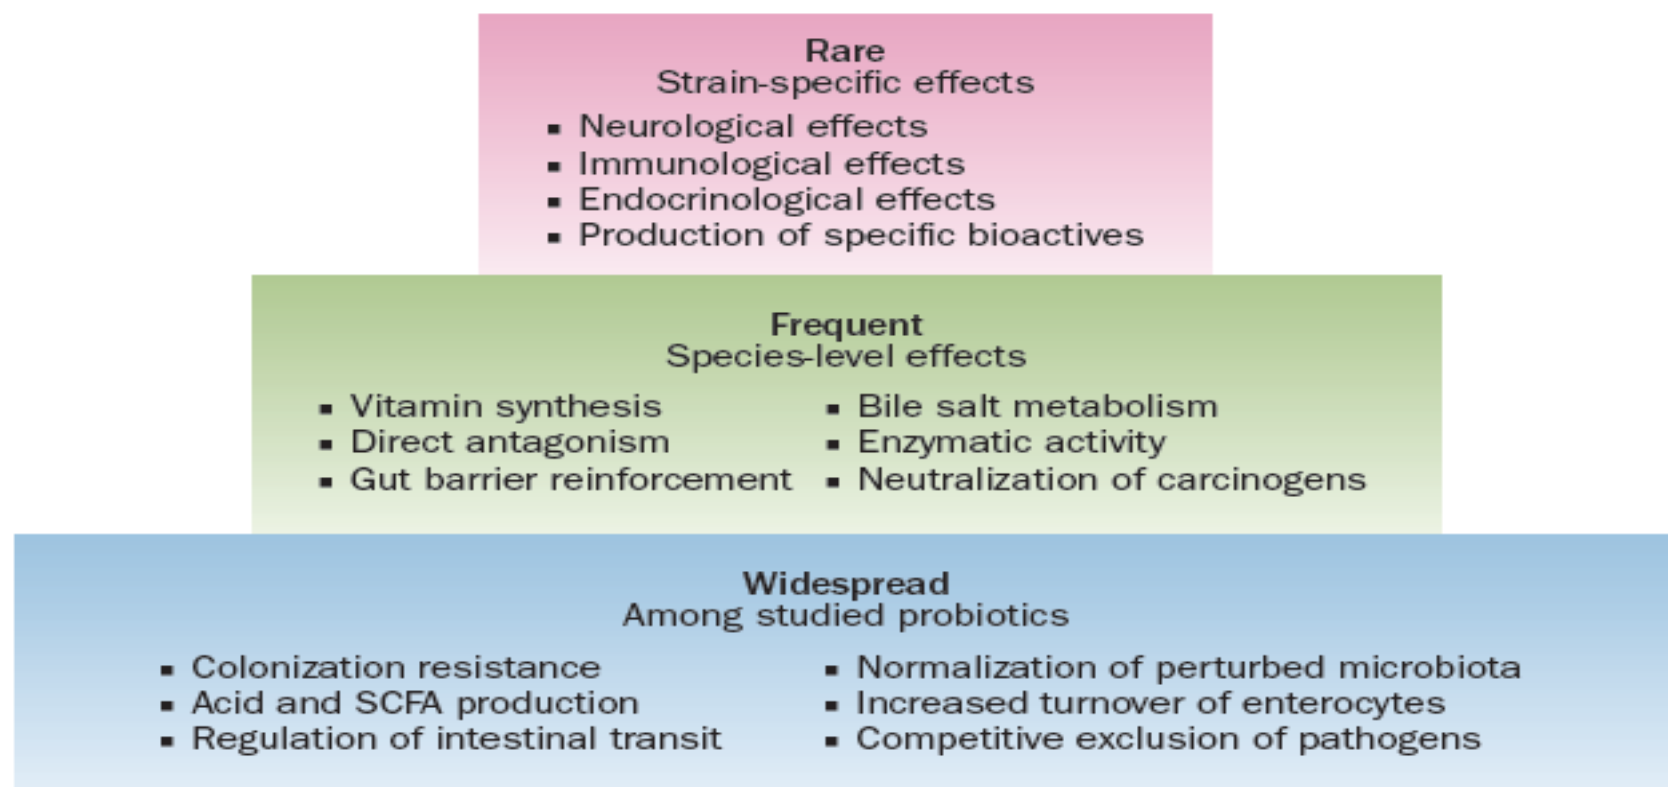 Rare
Strain-specific effects
▪ Neurological effects
▪ Immunological effects
▪ Endocrinological effects
▪ Production of specific bioactives
Frequent
Species-level effects
▪ Vitamin synthesis
▪ Direct antagonism
▪ Gut barrier reinforcement
▪ Bile salt metabolism
▪ Enzymatic activity
▪ Neutralization of carcinogens
Widespread
Among studied probiotics
▪ Colonization resistance
▪ Acid and SCFA production
▪ Regulation of intestinal transit
▪ Normalization of perturbed microbiota
▪ Increased turnover of enterocytes
▪ Competitive exclusion of pathogens